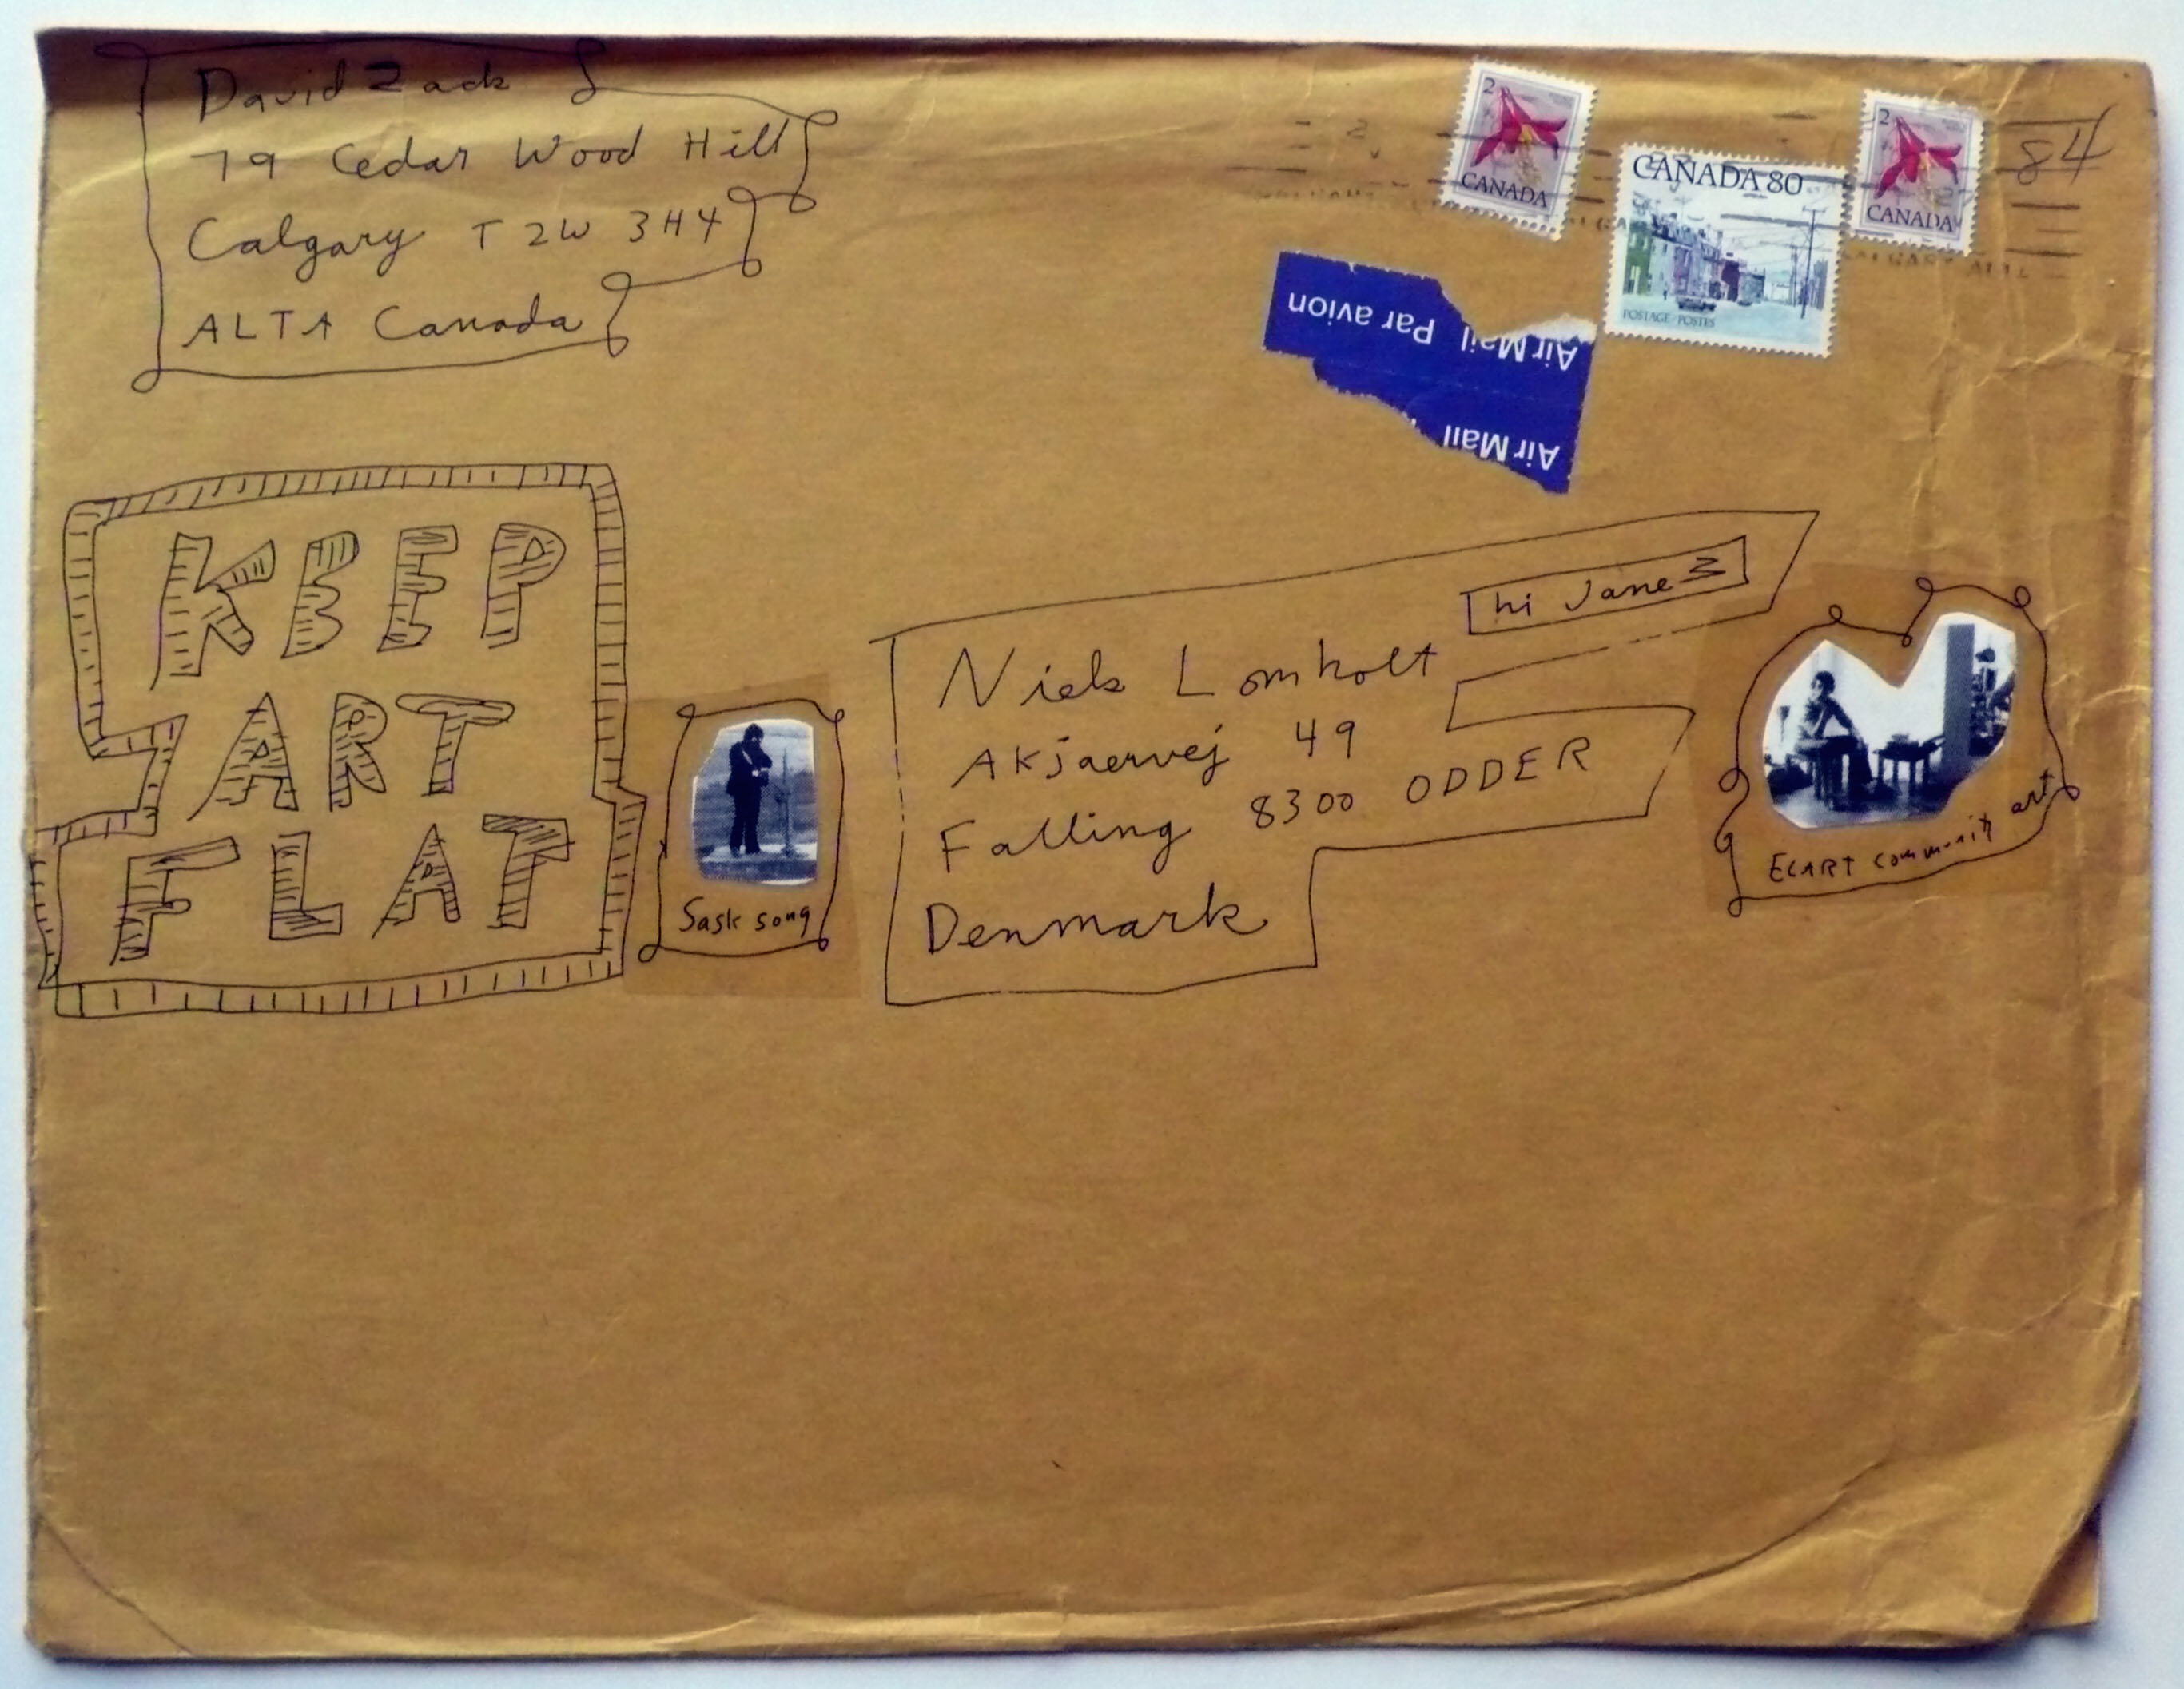 David Zack
79 Cedar Wood Hill
Calgary T2W 3H4
ALTA Canada
2
CANADA
CANADA 80
POSTAGE · POSTES
2
CANADA
84
Air Mail Par avion
Air Mail
KEEP
ART
FLAT
Sask song
hi Jane
Niels Lomholt
Akjaervej 49
Falling 8300 ODDER
Denmark
ECART community art